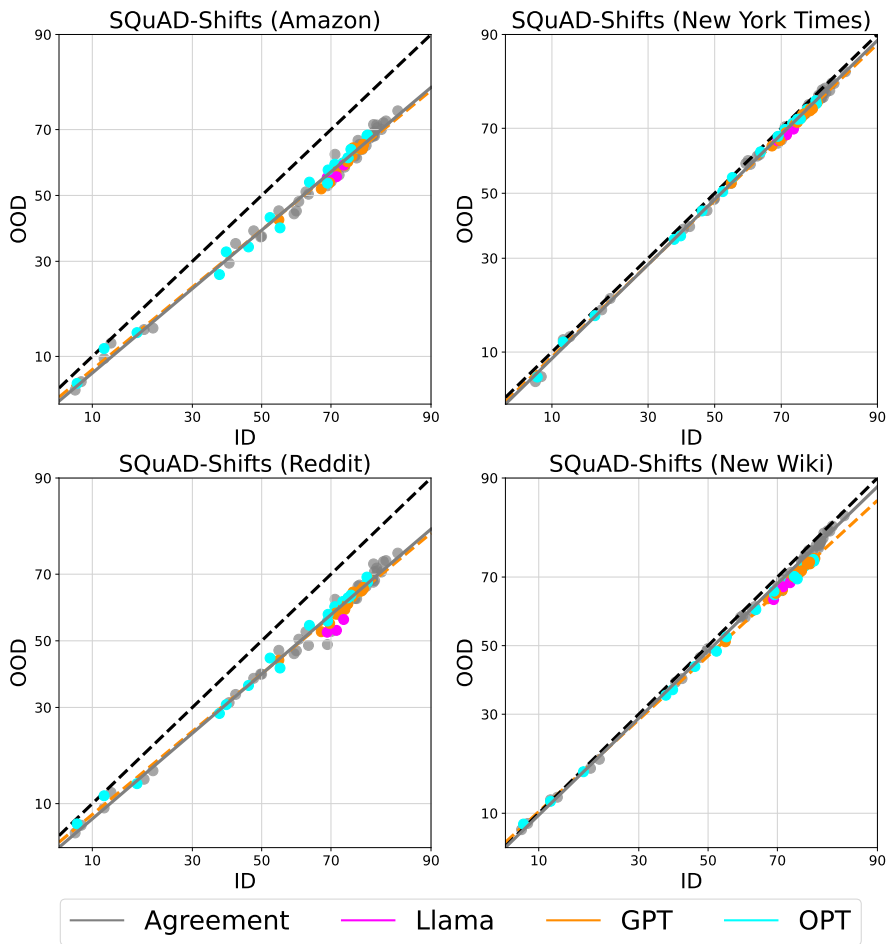 SQuAD-Shifts (Amazon)
90
70
50
30
10
OOD
10 30 50 70 90
ID
SQuAD-Shifts (New York Times)
90
70
50
30
10
OOD
10 30 50 70 90
ID
SQuAD-Shifts (Reddit)
90
70
50
30
10
OOD
10 30 50 70 90
ID
SQuAD-Shifts (New Wiki)
90
70
50
30
10
OOD
10 30 50 70 90
ID
Agreement Llama GPT OPT